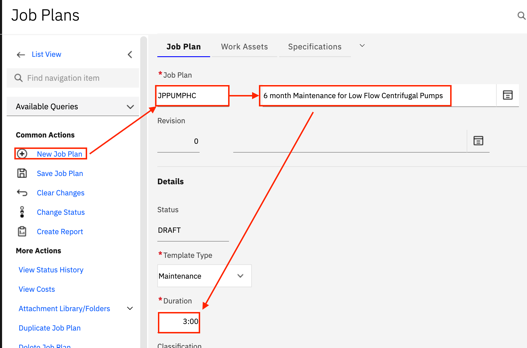 Job Plans
List View
Find navigation item
Available Queries
Common Actions
New Job Plan
Save Job Plan
Clear Changes
Change Status
Create Report
More Actions
View Status History
View Costs
Attachment Library/Folders
Duplicate Job Plan
Delete Job Plan
Job Plan
Work Assets
Specifications
*Job Plan
JPPUMPHC
6 month Maintenance for Low Flow Centrifugal Pumps
Revision
0
Details
Status
DRAFT
*Template Type
Maintenance
*Duration
3:00
Classification